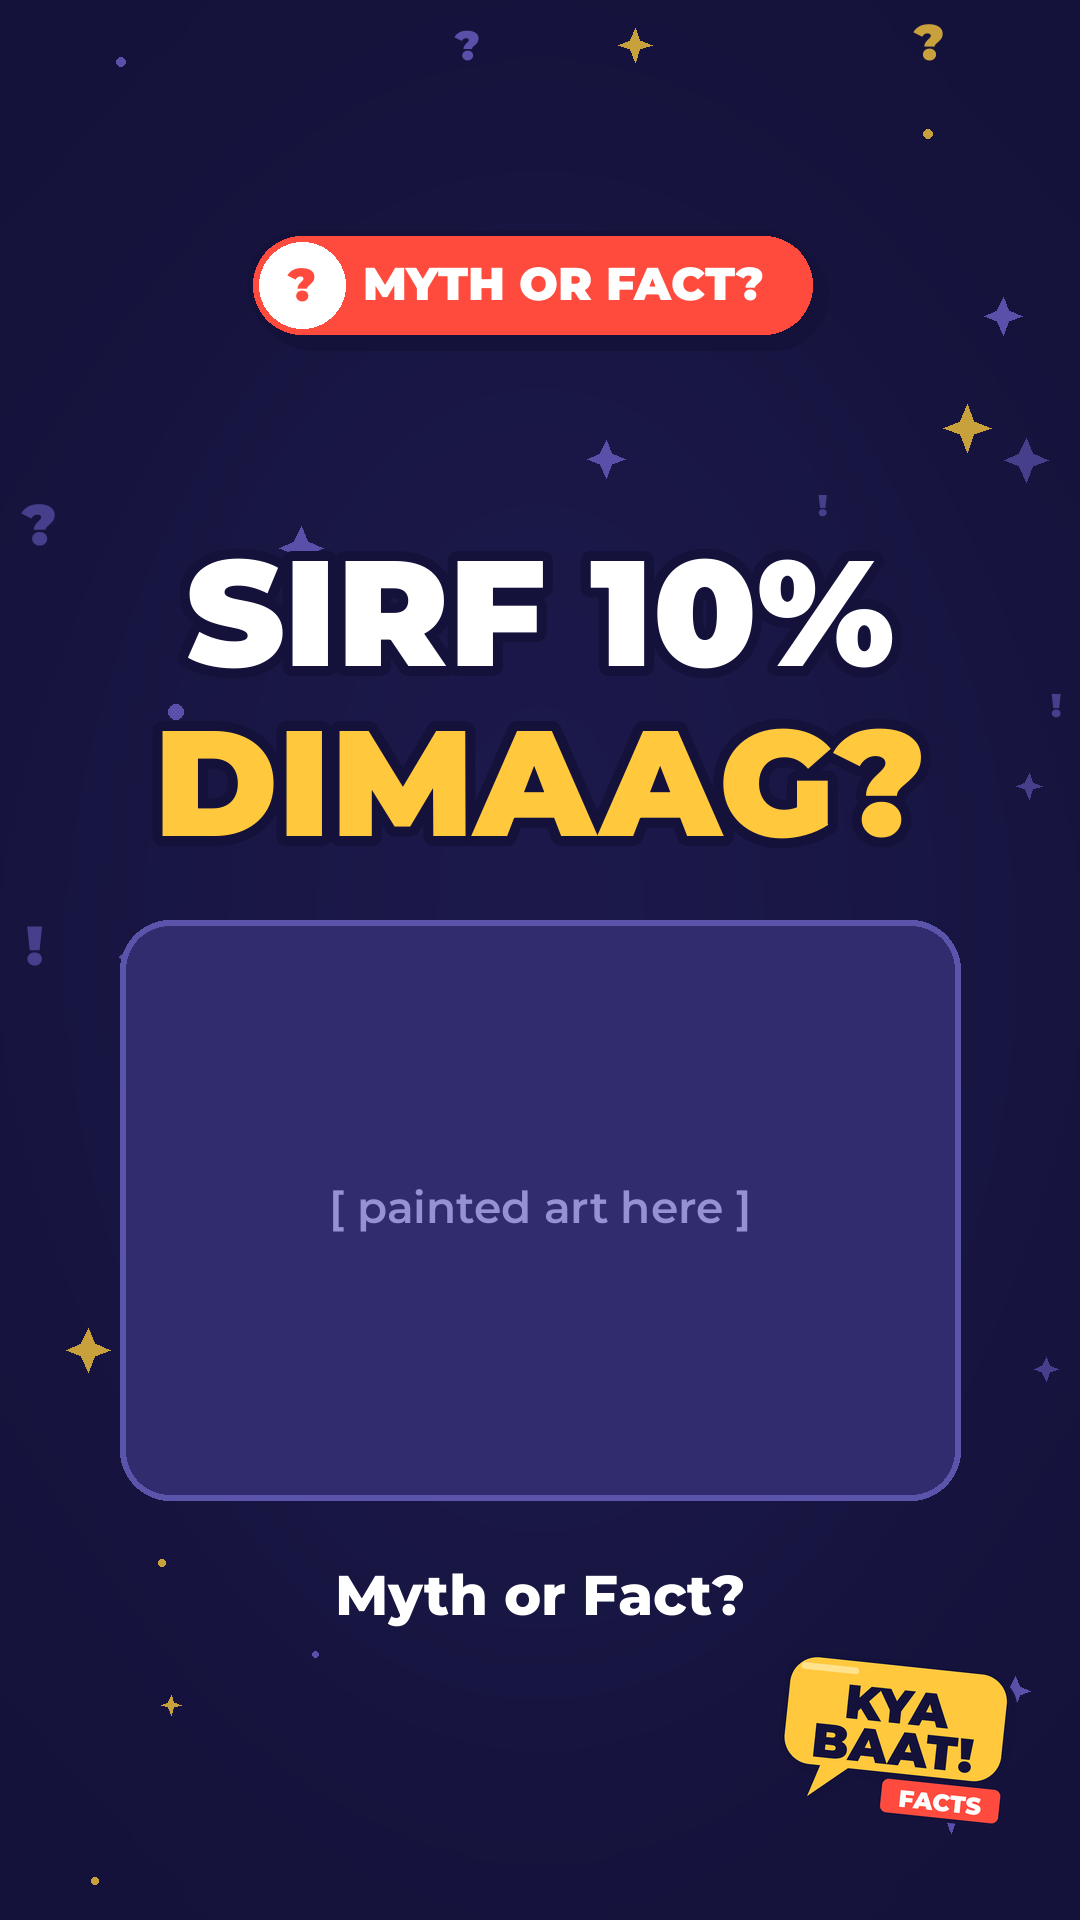 ? MYTH OR FACT?
SIRF 10%
DIMAAG?
[ painted art here ]
Myth or Fact?
KYA
BAAT!
FACTS